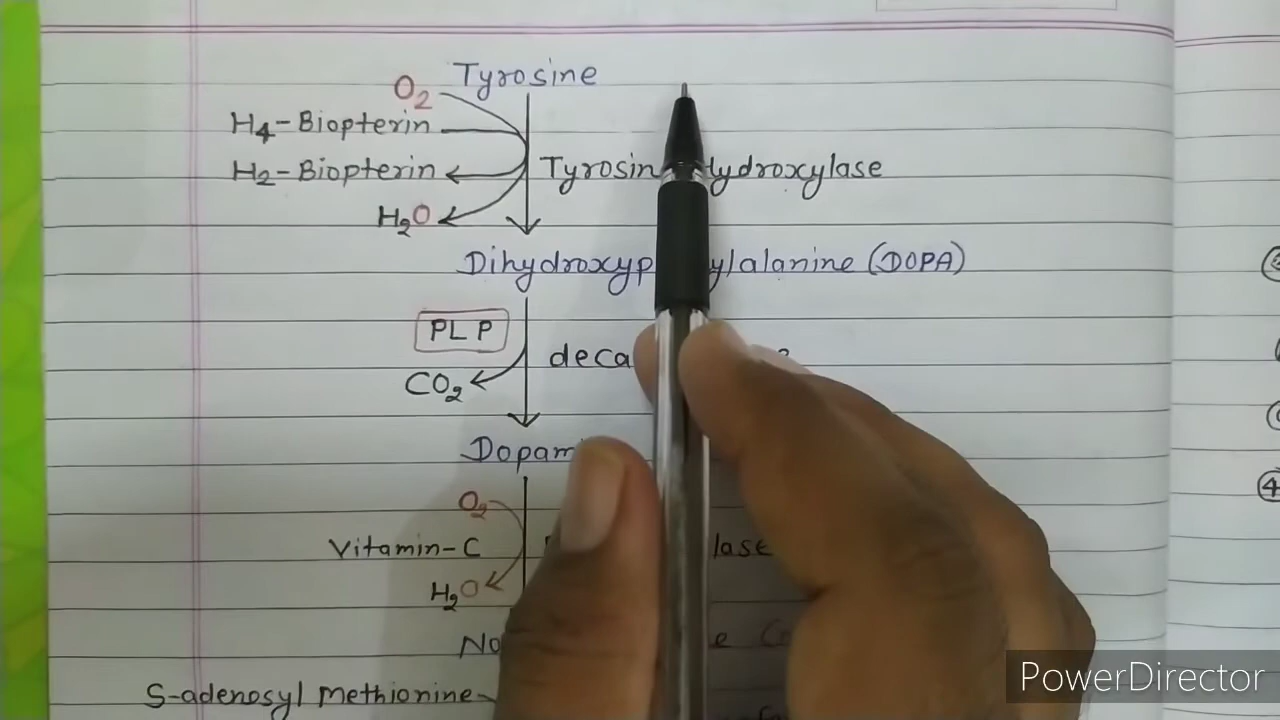 Tyrosine
O2
H4-Biopterin
H2-Biopterin
Tyrosin Hydroxylase
H2O
Dihydroxyp ylalanine (DOPA)
PLP
deca
CO2
Dopam
O2
Vitamin-C
lase
H2O
No
S-adenosyl Methionine
PowerDirector